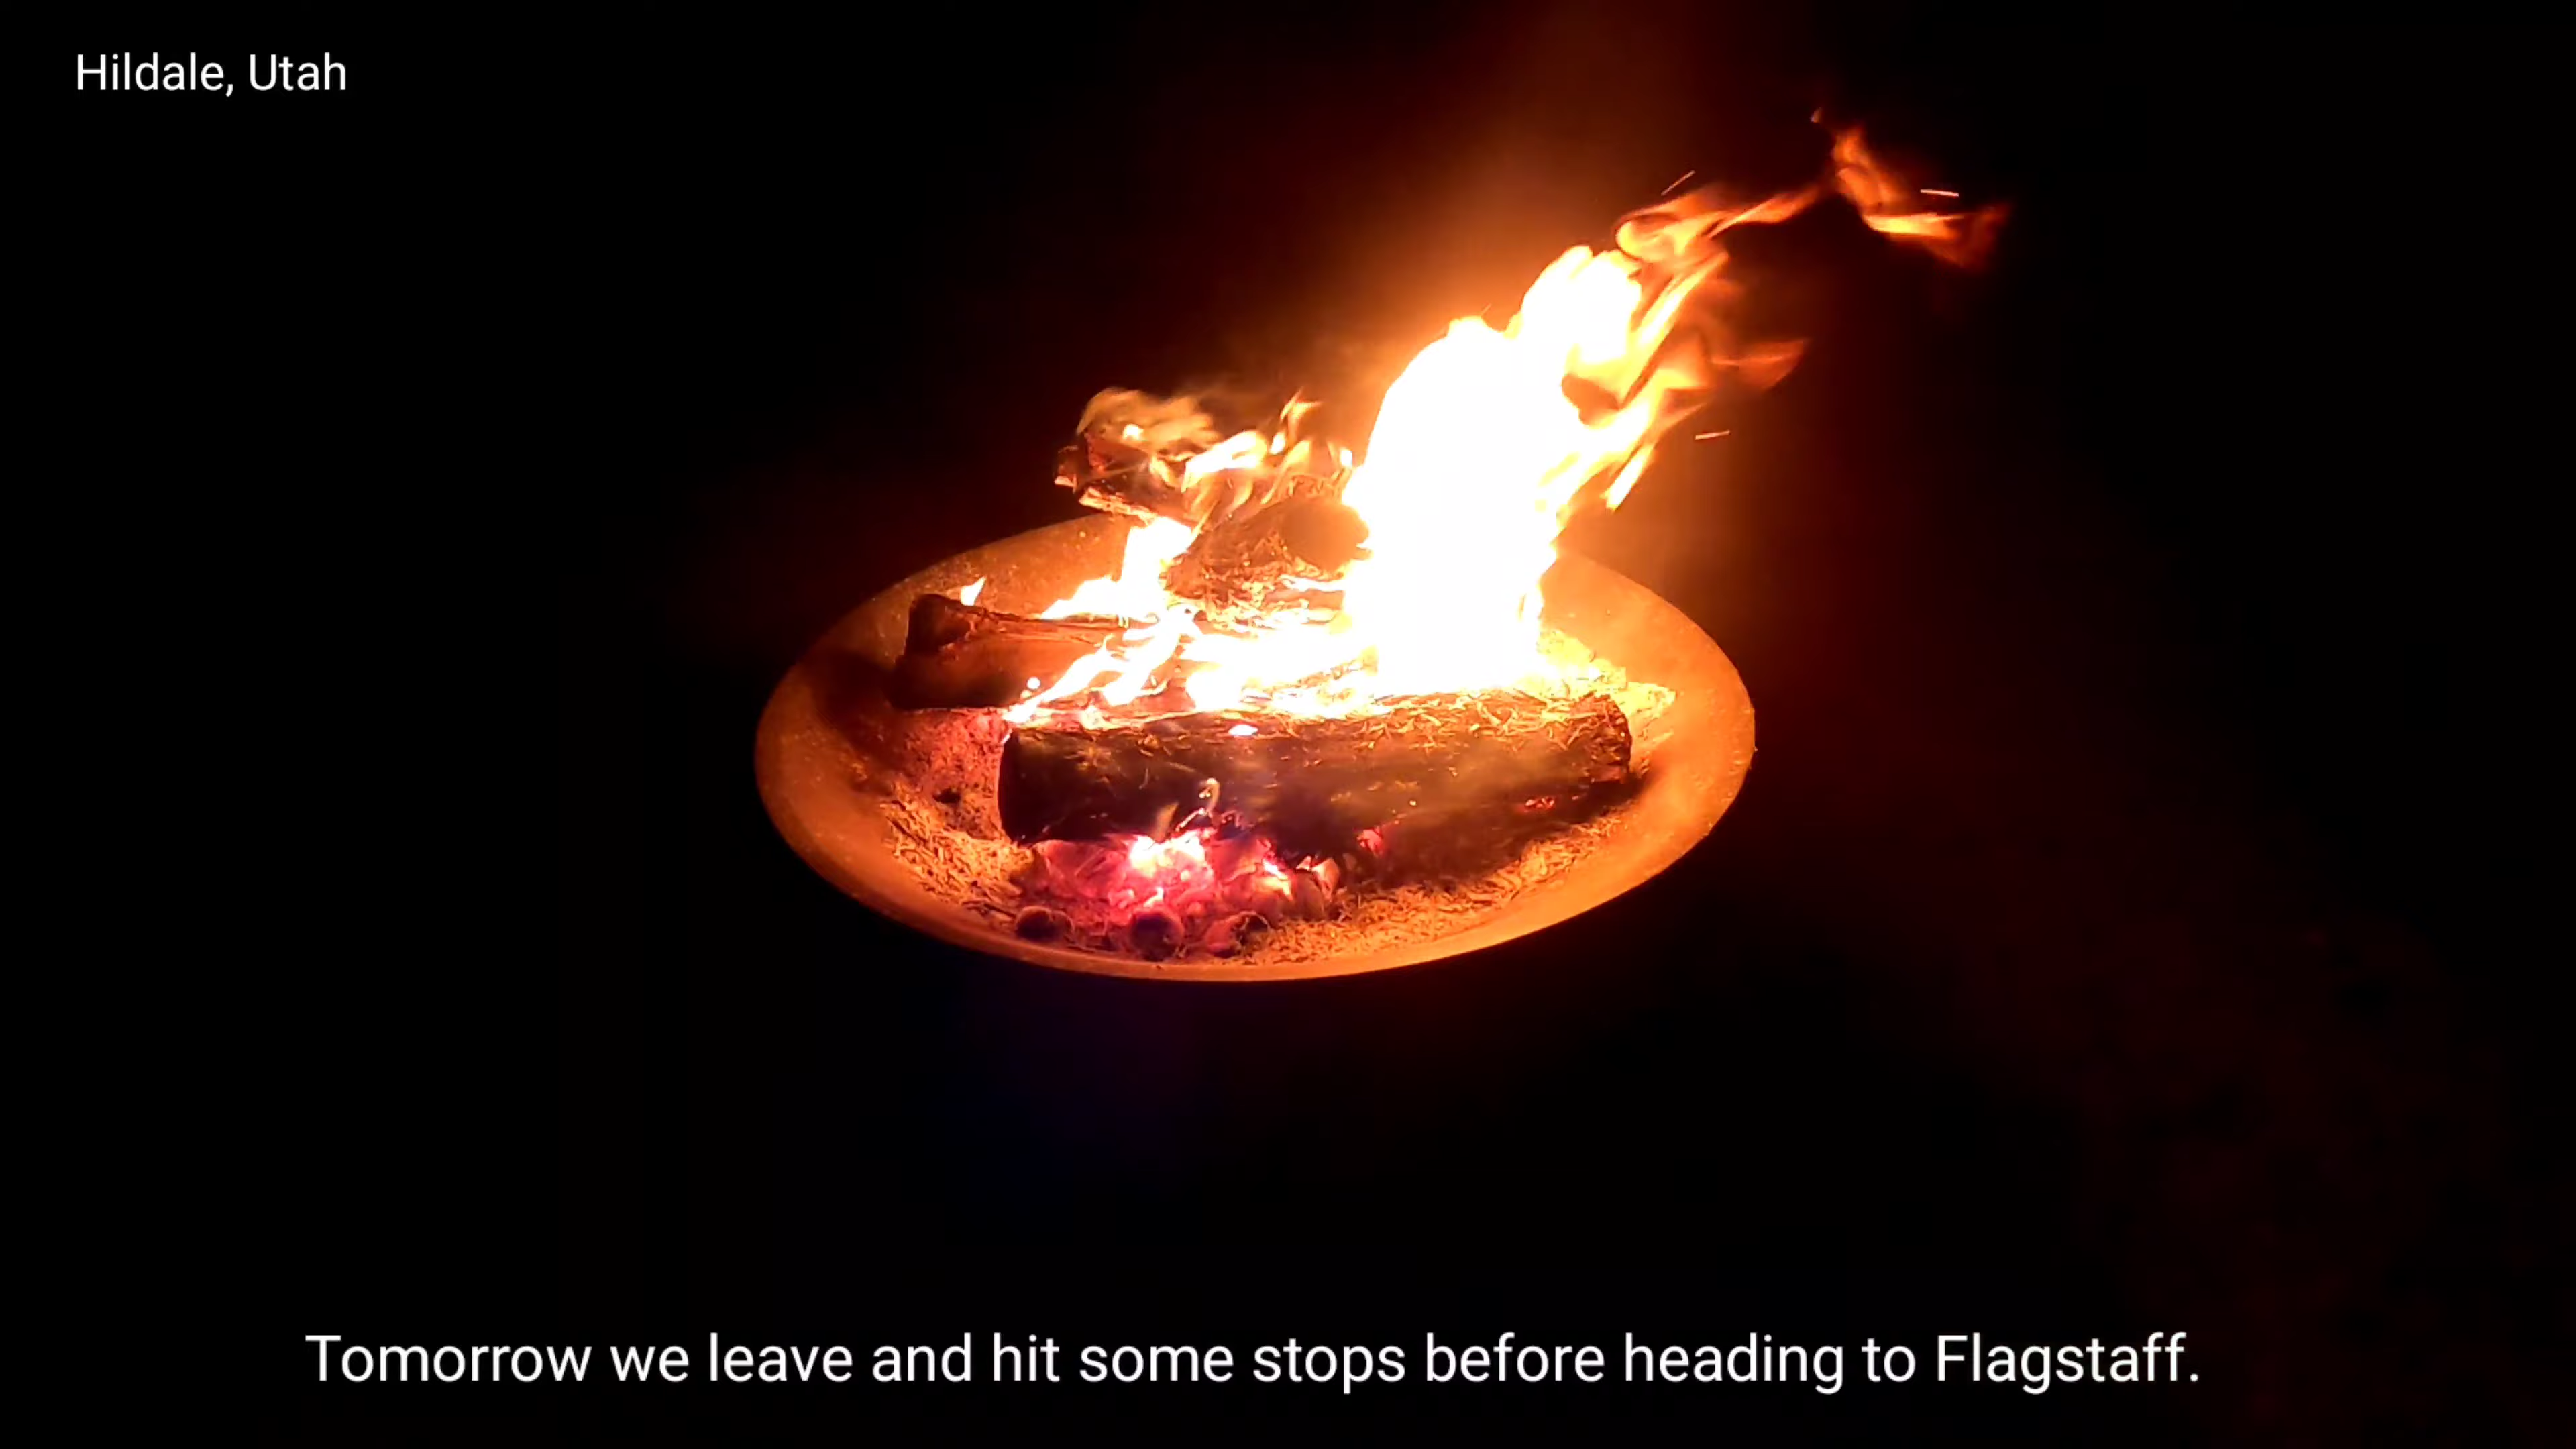 Hildale, Utah
Tomorrow we leave and hit some stops before heading to Flagstaff.